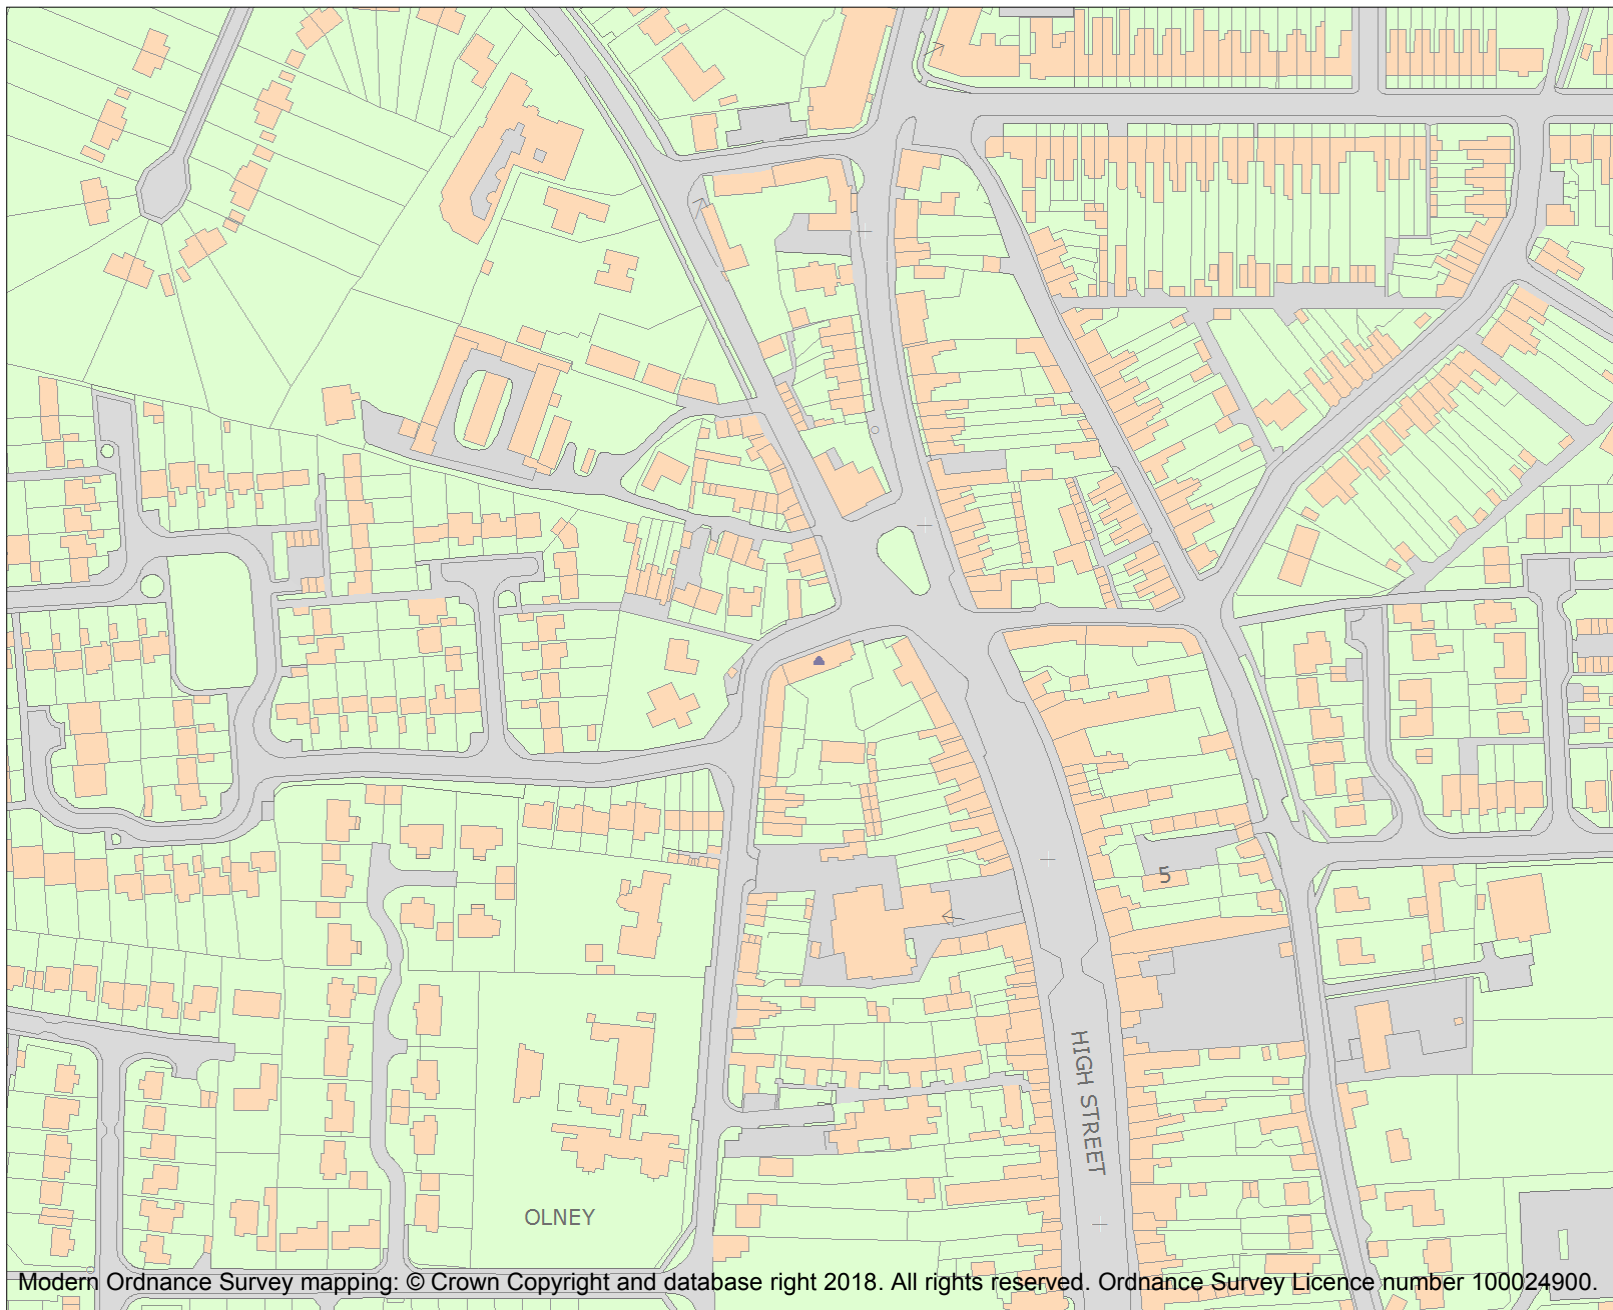 5
HIGH STREET
OLNEY
Modern Ordnance Survey mapping: © Crown Copyright and database right 2018. All rights reserved. Ordnance Survey Licence number 100024900.